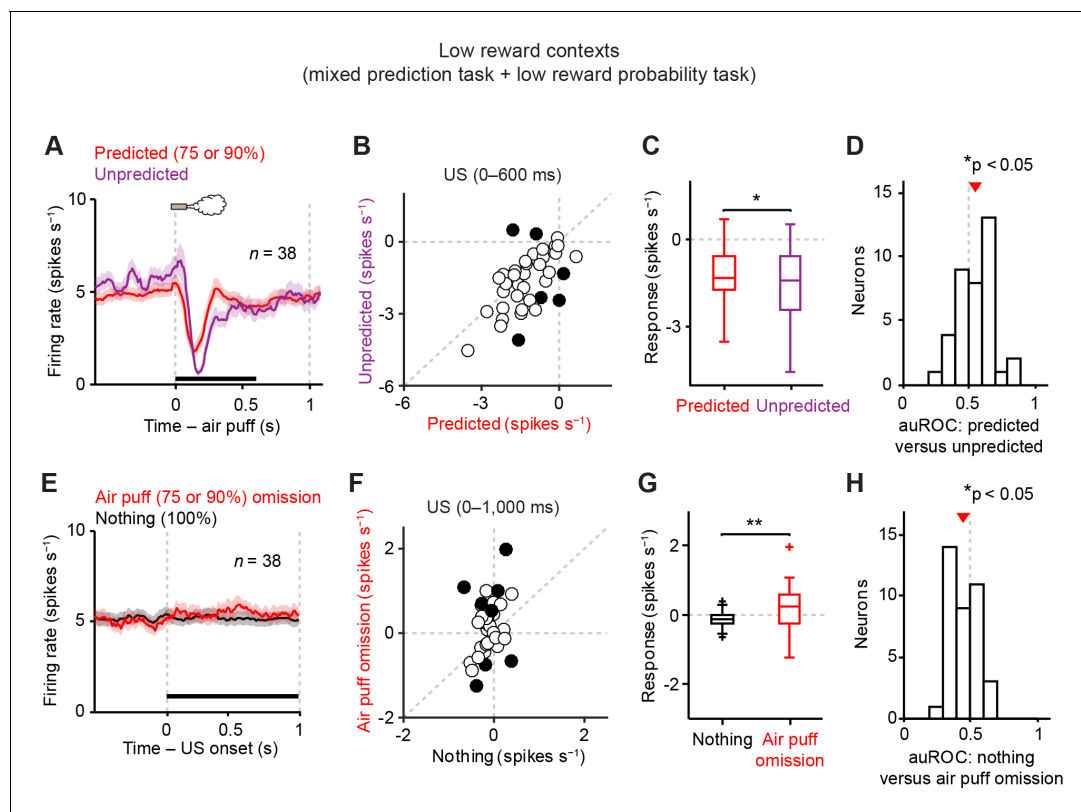 Low reward contexts
(mixed prediction task + low reward probability task)
A
Predicted (75 or 90%)
Unpredicted
10
5
0
n = 38
Firing rate (spikes s⁻¹)
0
1
Time – air puff (s)
B
US (0–600 ms)
0
-3
-6
Unpredicted (spikes s⁻¹)
-6
-3
0
Predicted (spikes s⁻¹)
C
*
0
-3
Response (spikes s⁻¹)
Predicted
Unpredicted
D
*p < 0.05
15
10
5
0
Neurons
0
0.5
1
auROC: predicted
versus unpredicted
E
Air puff (75 or 90%) omission
Nothing (100%)
10
5
0
n = 38
Firing rate (spikes s⁻¹)
0
0.5
1
Time – US onset (s)
F
US (0–1,000 ms)
2
0
-2
Air puff omission (spikes s⁻¹)
-2
0
2
Nothing (spikes s⁻¹)
G
**
2
0
-2
Response (spikes s⁻¹)
Nothing
Air puff
omission
H
*p < 0.05
15
10
5
0
Neurons
0
0.5
1
auROC: nothing
versus air puff omission